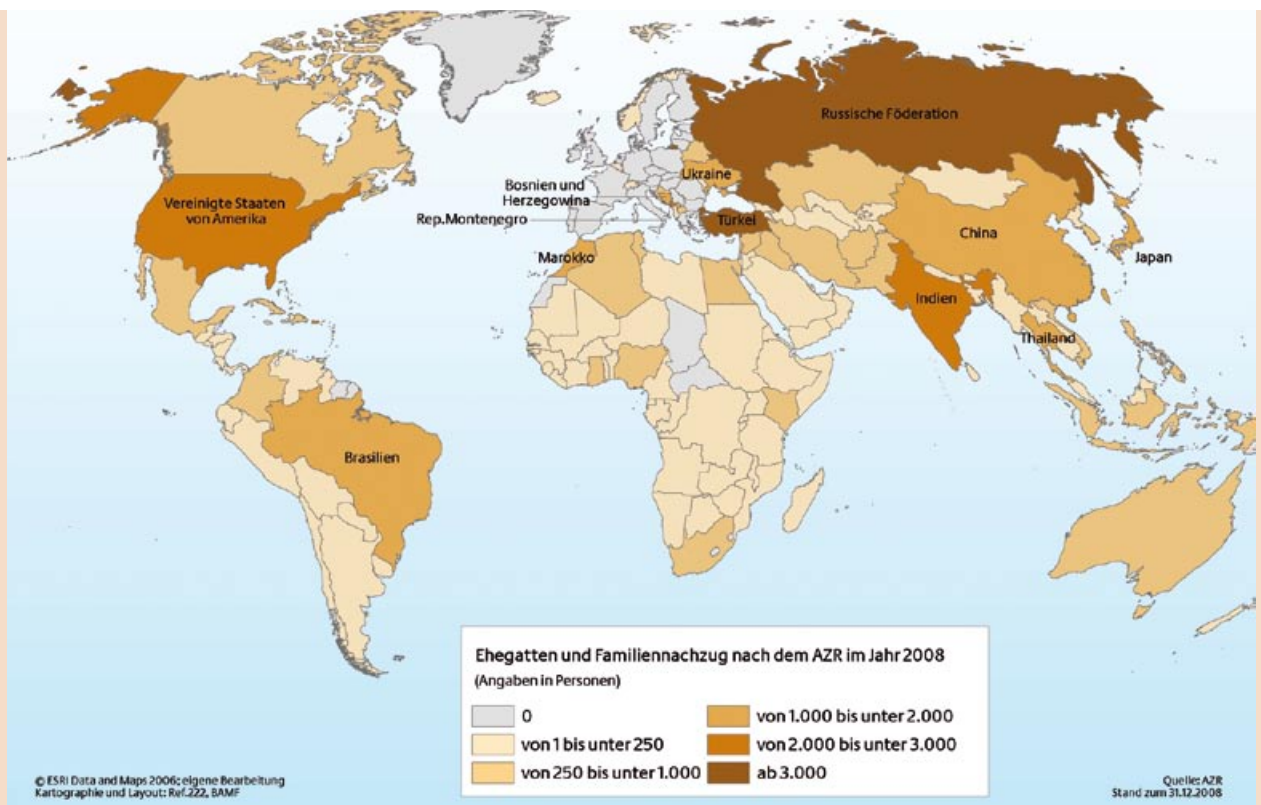 Russische Föderation
Ukraine
Bosnien und
Herzegowina
Vereinigte Staaten
von Amerika
Rep.Montenegro
Türkei
China
Marokko
Japan
Indien
Thailand
Brasilien
Ehegatten und Familiennachzug nach dem AZR im Jahr 2008
(Angaben in Personen)
0
von 1.000 bis unter 2.000
von 1 bis unter 250
von 2.000 bis unter 3.000
von 250 bis unter 1.000
ab 3.000
© ESRI Data and Maps 2006; eigene Bearbeitung
Kartographie und Layout: Ref.222, BAMF
Quelle: AZR
Stand zum 31.12.2008